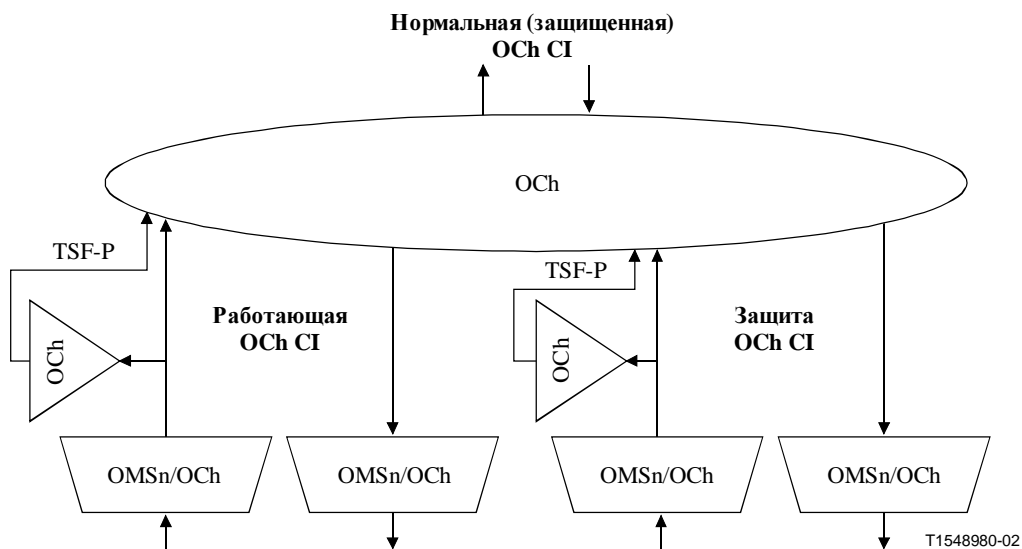 Нормальная (защищенная)
OCh CI
OCh
TSF-P
TSF-P
Работающая
OCh CI
Защита
OCh CI
OCh
OCh
OMSn/OCh
OMSn/OCh
OMSn/OCh
OMSn/OCh
T1548980-02